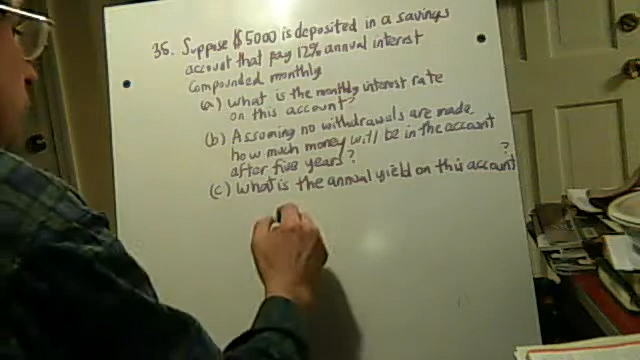 35. Suppose $5000 is deposited in a savings
account that pay 12% annual interest
compounded monthly
(a) What is the monthly interest rate
on this account?
(b) Assuming no withdrawals are made
how much money will be in the account
after five years?
(c) What is the annual yield on this account?